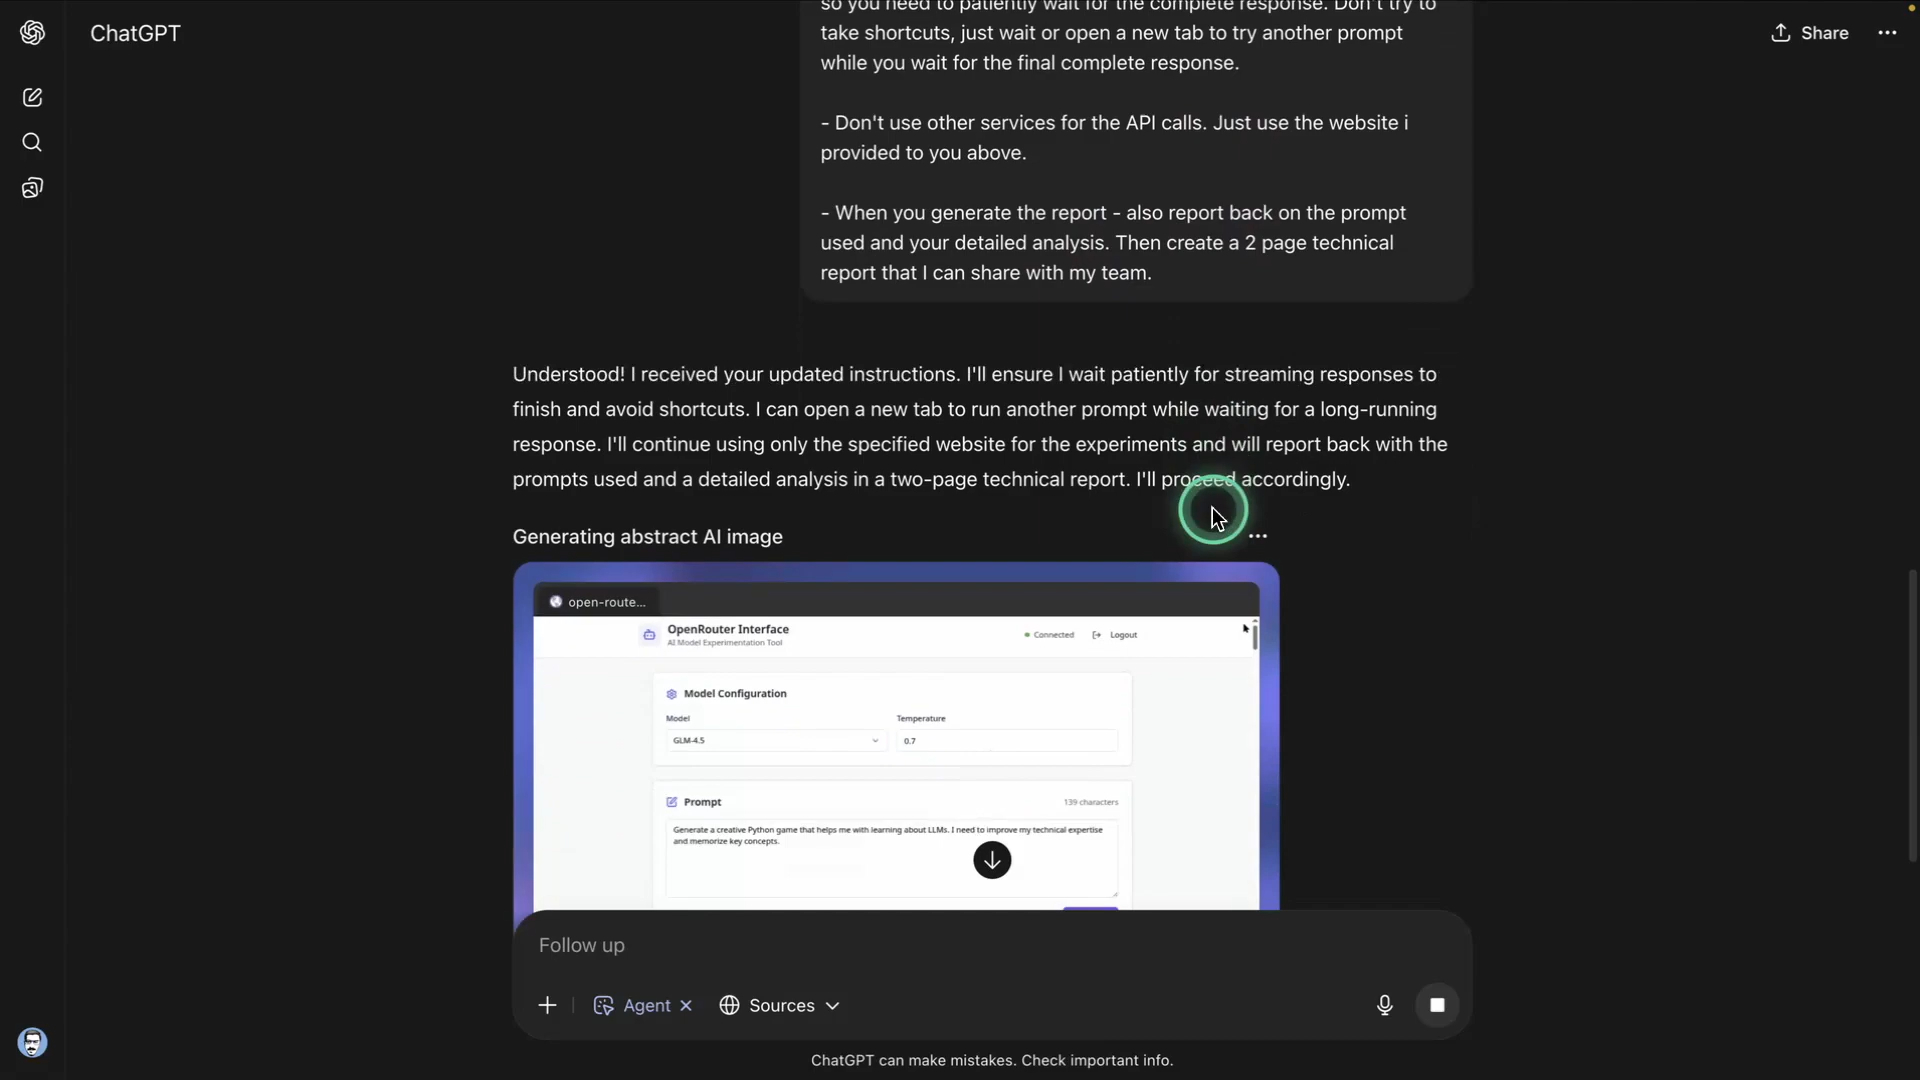 ChatGPT
Share
so you need to patiently wait for the complete response. Don't try to
take shortcuts, just wait or open a new tab to try another prompt
while you wait for the final complete response.
- Don't use other services for the API calls. Just use the website i
provided to you above.
- When you generate the report - also report back on the prompt
used and your detailed analysis. Then create a 2 page technical
report that I can share with my team.
Understood! I received your updated instructions. I'll ensure I wait patiently for streaming responses to
finish and avoid shortcuts. I can open a new tab to run another prompt while waiting for a long-running
response. I'll continue using only the specified website for the experiments and will report back with the
prompts used and a detailed analysis in a two-page technical report. I'll proceed accordingly.
Generating abstract AI image
open-route...
OpenRouter Interface
AI Model Experimentation Tool
Connected
Logout
Model Configuration
Model
Temperature
GLM-4.5
0.7
Prompt
139 characters
Generate a creative Python game that helps me with learning about LLMs. I need to improve my technical expertise
and memorize key concepts.
Follow up
Agent
Sources
ChatGPT can make mistakes. Check important info.